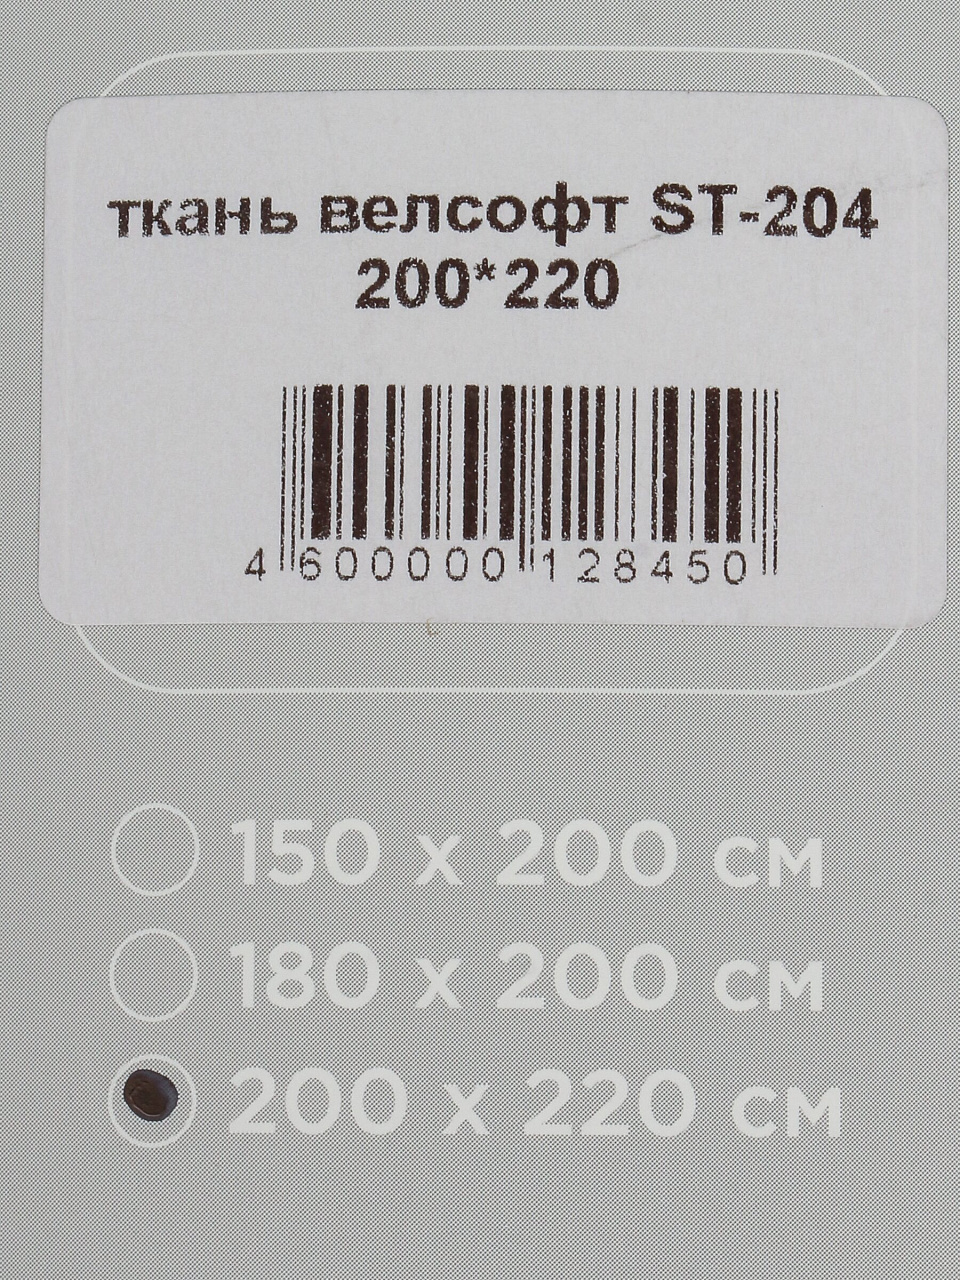 ткань велсофт ST-204
200*220
4 600000 128450
150 x 200 см
180 x 200 см
200 x 220 см